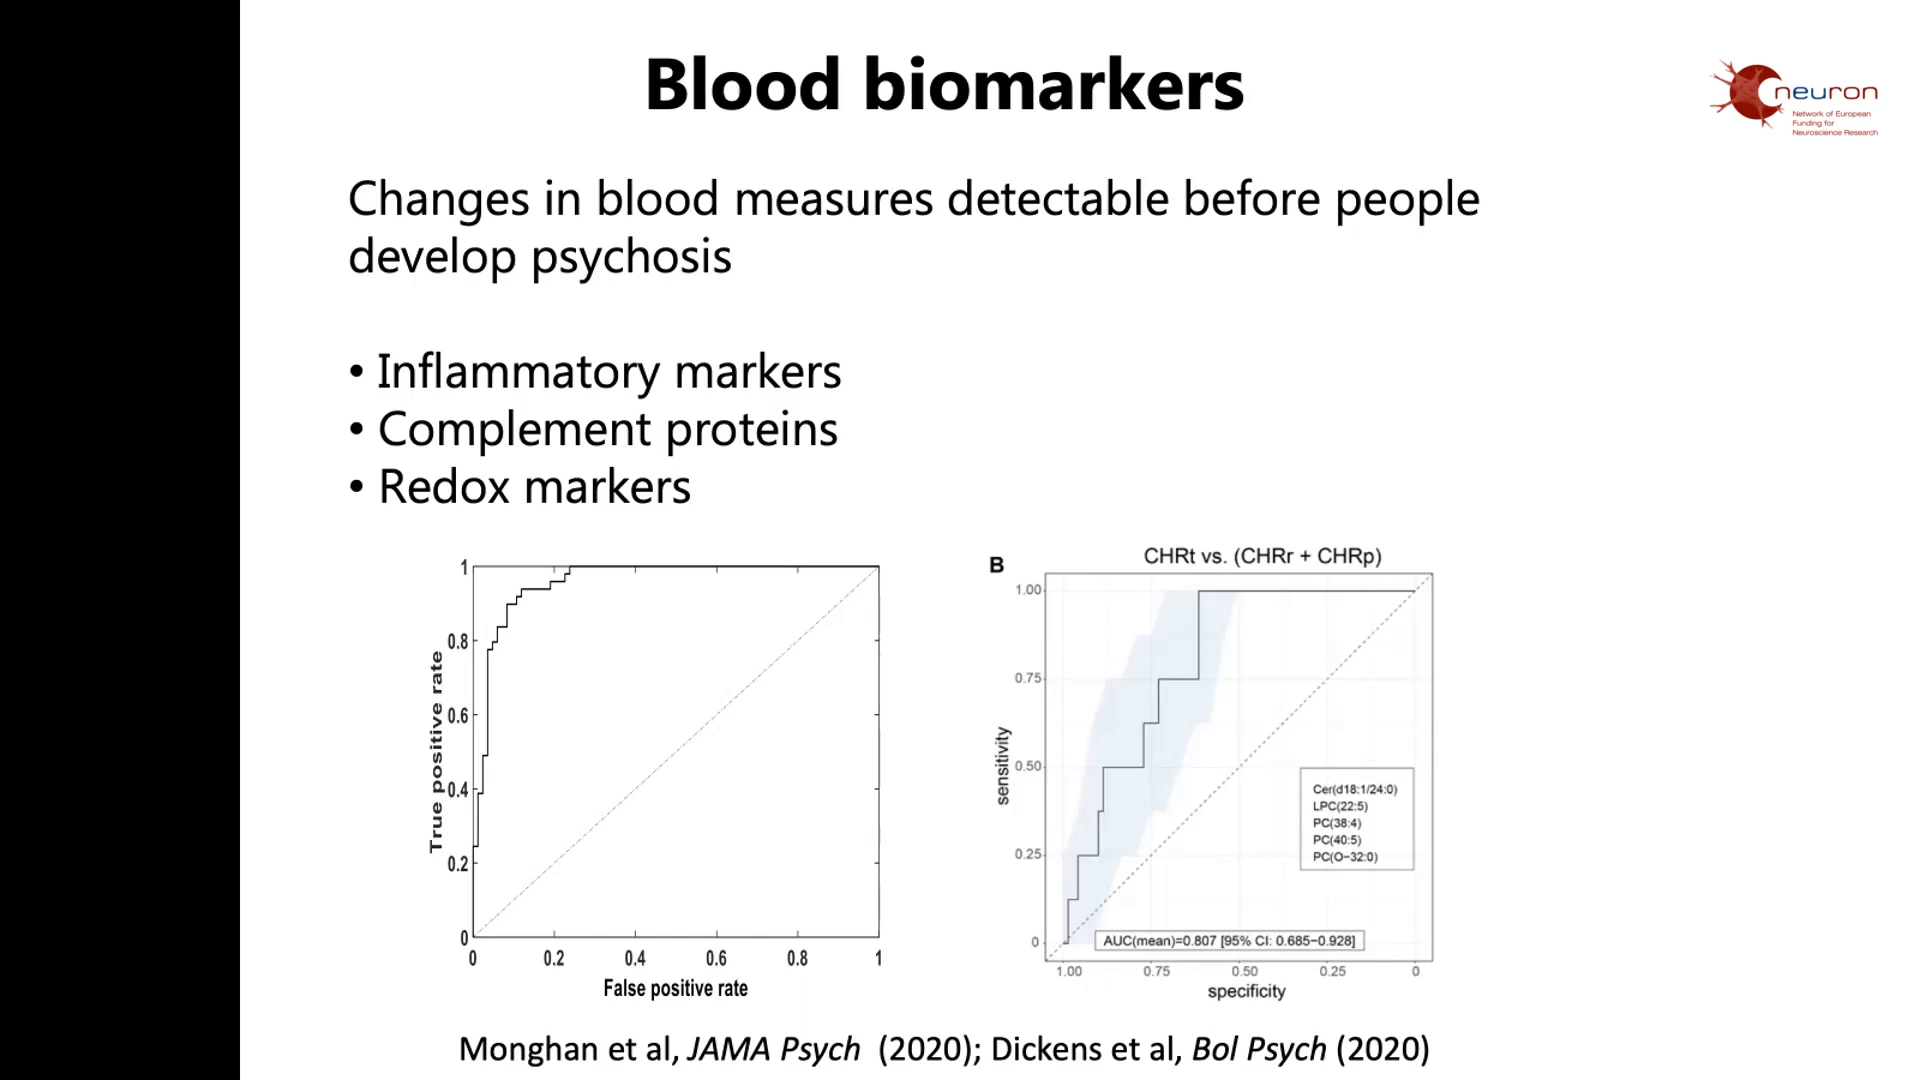 Blood biomarkers
neuron
Network of European
Funding for
Neuroscience Research
Changes in blood measures detectable before people
develop psychosis
• Inflammatory markers
• Complement proteins
• Redox markers
1
0.8
0.6
0.4
0.2
0
True positive rate
0 0.2 0.4 0.6 0.8 1
False positive rate
B
CHRt vs. (CHRr + CHRp)
1.00
0.75
0.50
0.25
0
sensitivity
Cer(d18:1/24:0)
LPC(22:5)
PC(38:4)
PC(40:5)
PC(O−32:0)
AUC(mean)=0.807 [95% CI: 0.685−0.928]
1.00 0.75 0.50 0.25 0
specificity
Monghan et al, JAMA Psych (2020); Dickens et al, Bol Psych (2020)